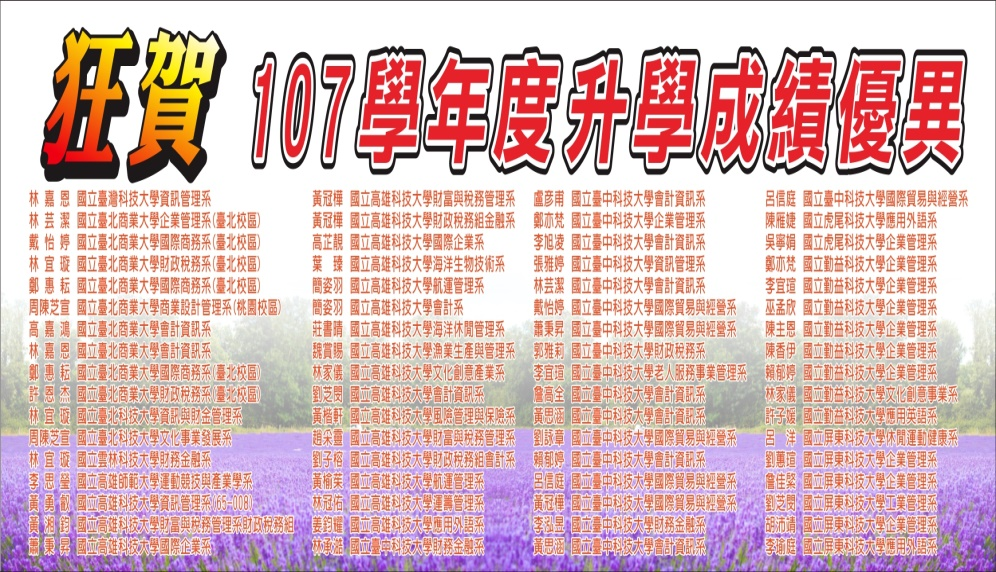 狂賀 107學年度升學成績優異
林嘉恩 國立臺灣科技大學資訊管理系
林芸潔 國立臺北商業大學企業管理系(臺北校區)
戴怡婷 國立臺北商業大學國際商務系(臺北校區)
林宜璇 國立臺北商業大學財政稅務系(臺北校區)
鄭惠耘 國立臺北商業大學國際商務系(臺北校區)
周陳芝宣 國立臺北商業大學商業設計管理系(桃園校區)
高嘉鴻 國立臺北商業大學會計資訊系
林嘉恩 國立臺北商業大學會計資訊系
鄭惠耘 國立臺北商業大學國際商務系(臺北校區)
許恩杰 國立臺北商業大學財政稅務系(臺北校區)
林宜璇 國立臺北科技大學資訊與財金管理系
周陳芝宣 國立臺北科技大學文化事業發展系
林宜璇 國立雲林科技大學財務金融系
李思瑩 國立高雄師範大學運動競技與產業學系
黃勇叡 國立高雄科技大學資訊管理系(65-008)
黃湘鈞 國立高雄科技大學財富與稅務管理系財政稅務組
蕭秉昇 國立高雄科技大學國際企業系
黃冠樺 國立高雄科技大學財富與稅務管理系
黃冠樺 國立高雄科技大學財政稅務組金融系
高芷靚 國立高雄科技大學國際企業系
葉臻 國立高雄科技大學海洋生物技術系
簡姿羽 國立高雄科技大學航運管理系
簡姿羽 國立高雄科技大學會計系
莊書晴 國立高雄科技大學海洋休閒管理系
魏賞賜 國立高雄科技大學漁業生產與管理系
林家儀 國立高雄科技大學文化創意產業系
劉芝閔 國立高雄科技大學會計資訊系
黃楷軒 國立高雄科技大學風險管理與保險系
趙采靈 國立高雄科技大學財富與稅務管理系
劉子榕 國立高雄科技大學財政稅務組會計系
黃榆茱 國立高雄科技大學航運管理系
林冠佑 國立高雄科技大學運籌管理系
姜鈞耀 國立高雄科技大學應用外語系
林承澔 國立臺中科技大學財務金融系
盧彥甫 國立臺中科技大學會計資訊系
鄭亦梵 國立臺中科技大學企業管理系
李旭凌 國立臺中科技大學會計資訊系
張雅婷 國立臺中科技大學資訊管理系
林芸潔 國立臺中科技大學會計資訊系
戴怡婷 國立臺中科技大學國際貿易與經營系
蕭秉昇 國立臺中科技大學國際貿易與經營系
郭雅莉 國立臺中科技大學財政稅務系
李宜瑄 國立臺中科技大學老人服務事業管理系
詹高全 國立臺中科技大學會計資訊系
黃思涵 國立臺中科技大學會計資訊系
劉詠章 國立臺中科技大學國際貿易與經營系
賴郁婷 國立臺中科技大學會計資訊系
呂信庭 國立臺中科技大學國際貿易與經營系
黃冠樺 國立臺中科技大學會計資訊系
李泓昱 國立臺中科技大學財務金融系
黃思涵 國立臺中科技大學會計資訊系
呂信庭 國立臺中科技大學國際貿易與經營系
陳雁婕 國立虎尾科技大學應用外語系
吳寧娟 國立虎尾科技大學企業管理系
鄭亦梵 國立勤益科技大學企業管理系
李宜瑄 國立勤益科技大學企業管理系
巫孟欣 國立勤益科技大學企業管理系
陳主恩 國立勤益科技大學企業管理系
陳香伊 國立勤益科技大學企業管理系
賴郁婷 國立勤益科技大學企業管理系
林家儀 國立勤益科技大學文化創意事業系
許子媛 國立勤益科技大學應用英語系
呂洋 國立屏東科技大學休閒運動健康系
劉蕙瑄 國立屏東科技大學企業管理系
詹佳棨 國立屏東科技大學企業管理系
劉芝閔 國立屏東科技大學工業管理系
胡沛清 國立屏東科技大學企業管理系
李瑜庭 國立屏東科技大學應用外語系